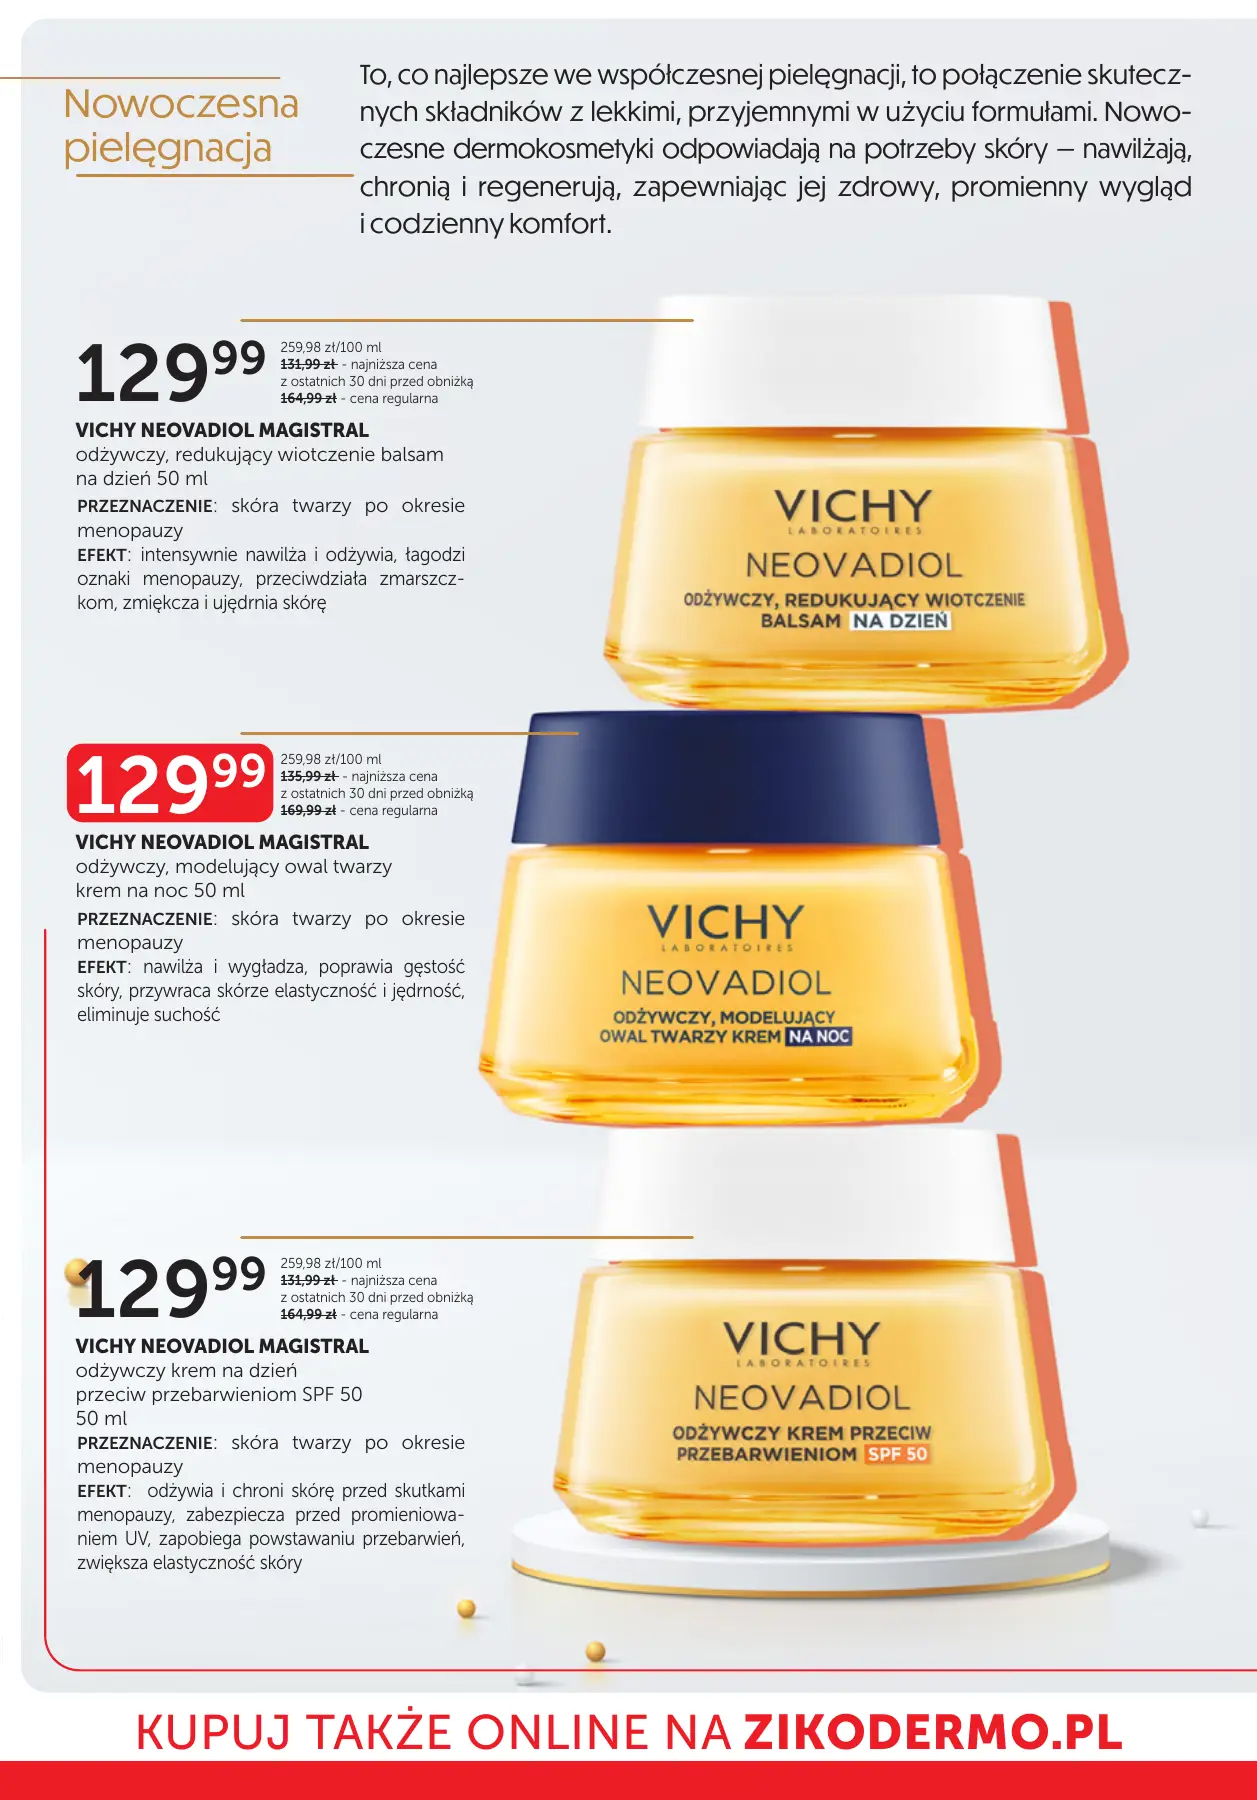 Nowoczesna
pielęgnacja
To, co najlepsze we współczesnej pielęgnacji, to połączenie skutecz-
nych składników z lekkimi, przyjemnymi w użyciu formułami. Nowo-
czesne dermokosmetyki odpowiadają na potrzeby skóry – nawilżają,
chronią i regenerują, zapewniając jej zdrowy, promienny wygląd
i codzienny komfort.
129⁹⁹
259,98 zł/100 ml
131,99 zł - najniższa cena
z ostatnich 30 dni przed obniżką
164,99 zł - cena regularna
VICHY NEOVADIOL MAGISTRAL
odżywczy, redukujący wiotczenie balsam
na dzień 50 ml
PRZEZNACZENIE: skóra twarzy po okresie
menopauzy
EFEKT: intensywnie nawilża i odżywia, łagodzi
oznaki menopauzy, przeciwdziała zmarszcz-
kom, zmiękcza i ujędrnia skórę
VICHY
LABORATOIRES
NEOVADIOL
ODŻYWCZY, REDUKUJĄCY WIOTCZENIE
BALSAM NA DZIEŃ
129⁹⁹
259,98 zł/100 ml
135,99 zł - najniższa cena
z ostatnich 30 dni przed obniżką
169,99 zł - cena regularna
VICHY NEOVADIOL MAGISTRAL
odżywczy, modelujący owal twarzy
krem na noc 50 ml
PRZEZNACZENIE: skóra twarzy po okresie
menopauzy
EFEKT: nawilża i wygładza, poprawia gęstość
skóry, przywraca skórze elastyczność i jędrność,
eliminuje suchość
VICHY
LABORATOIRES
NEOVADIOL
ODŻYWCZY, MODELUJĄCY
OWAL TWARZY KREM NA NOC
129⁹⁹
259,98 zł/100 ml
131,99 zł - najniższa cena
z ostatnich 30 dni przed obniżką
164,99 zł - cena regularna
VICHY NEOVADIOL MAGISTRAL
odżywczy krem na dzień
przeciw przebarwieniom SPF 50
50 ml
PRZEZNACZENIE: skóra twarzy po okresie
menopauzy
EFEKT: odżywia i chroni skórę przed skutkami
menopauzy, zabezpiecza przed promieniowa-
niem UV, zapobiega powstawaniu przebarwień,
zwiększa elastyczność skóry
VICHY
LABORATOIRES
NEOVADIOL
ODŻYWCZY KREM PRZECIW
PRZEBARWIENIOM SPF 50
KUPUJ TAKŻE ONLINE NA ZIKODERMO.PL